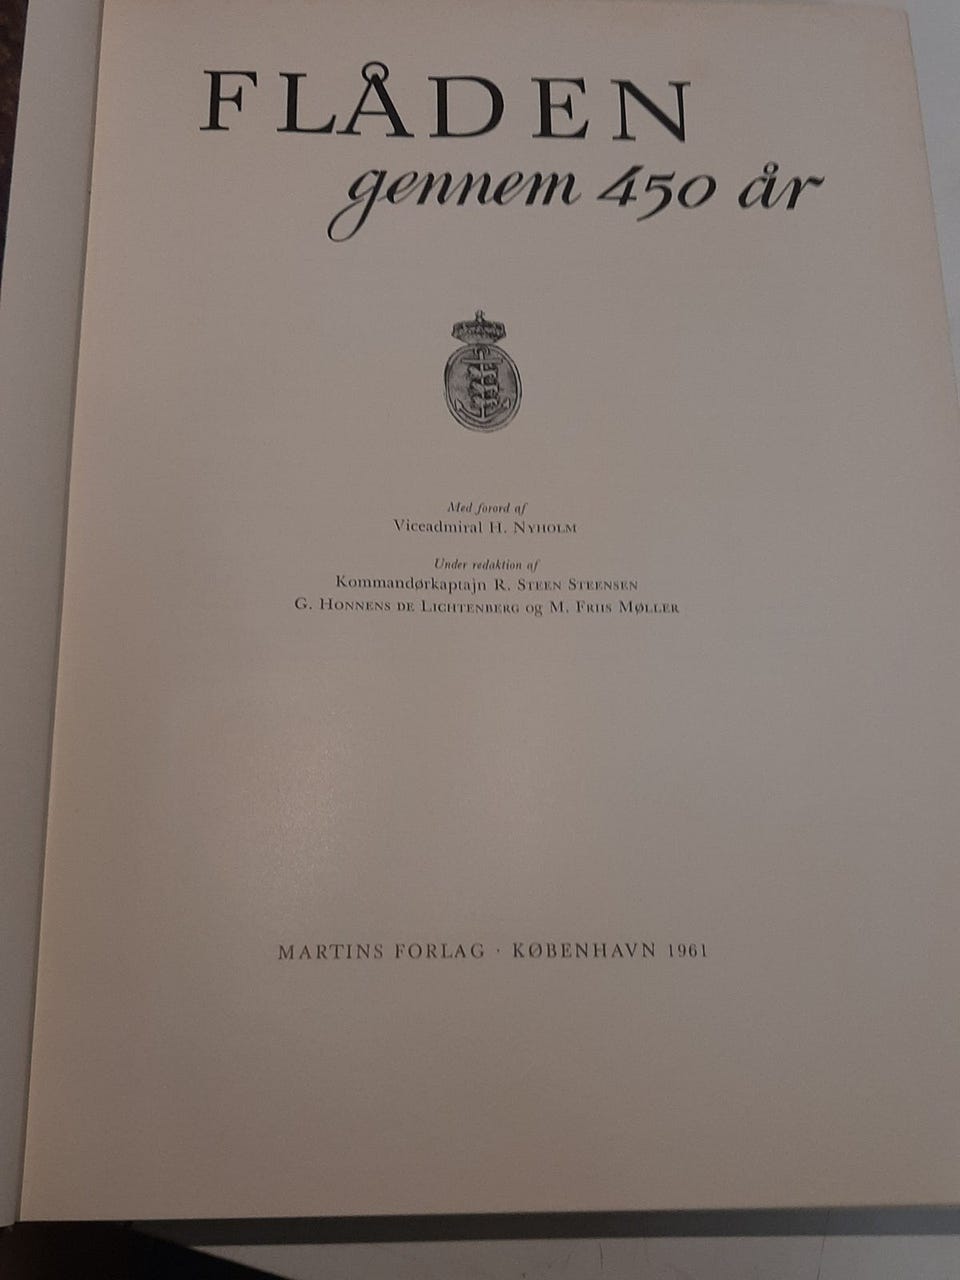 FLÅDEN
gennem 450 år
Med forord af
Viceadmiral H. Nyholm
Under redaktion af
Kommandørkaptajn R. Steen Steensen
G. Honnens de Lichtenberg og M. Friis Møller
MARTINS FORLAG · KØBENHAVN 1961